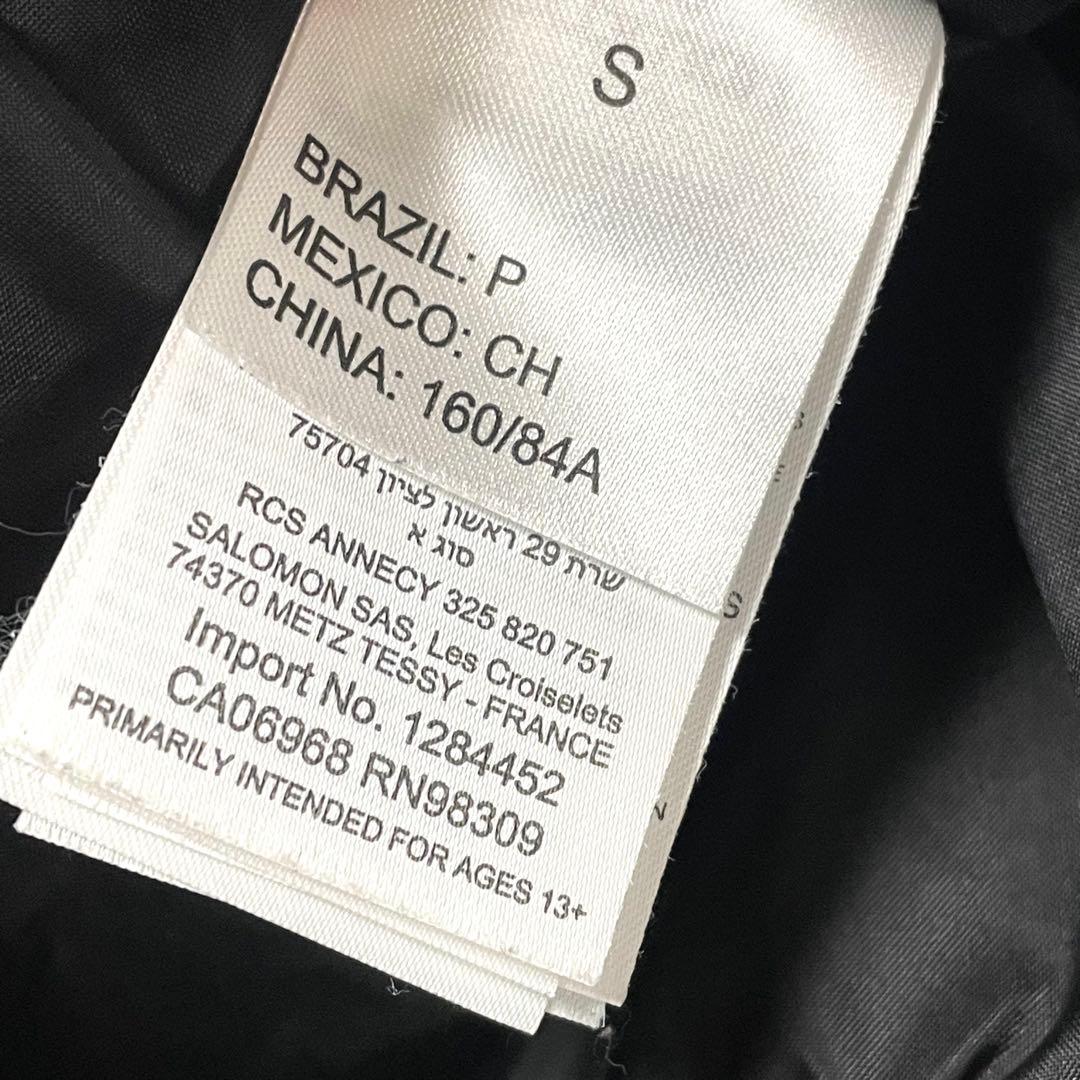 S
BRAZIL: P
MEXICO: CH
CHINA: 160/84A
שרת 29 ראשון לציון 75704
סוג א
RCS ANNECY 325 820 751
SALOMON SAS, Les Croiselets
74370 METZ TESSY - FRANCE
Import No. 1284452
CA06968 RN98309
PRIMARILY INTENDED FOR AGES 13+